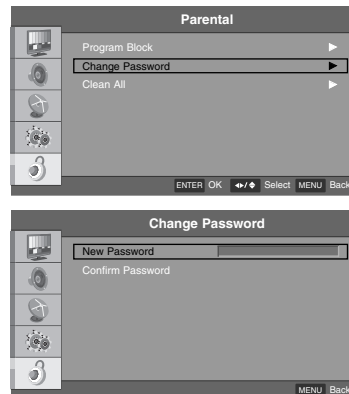 Parental
Program Block
Change Password
Clean All
ENTER OK Select MENU Back
Change Password
New Password
Confirm Password
MENU Back